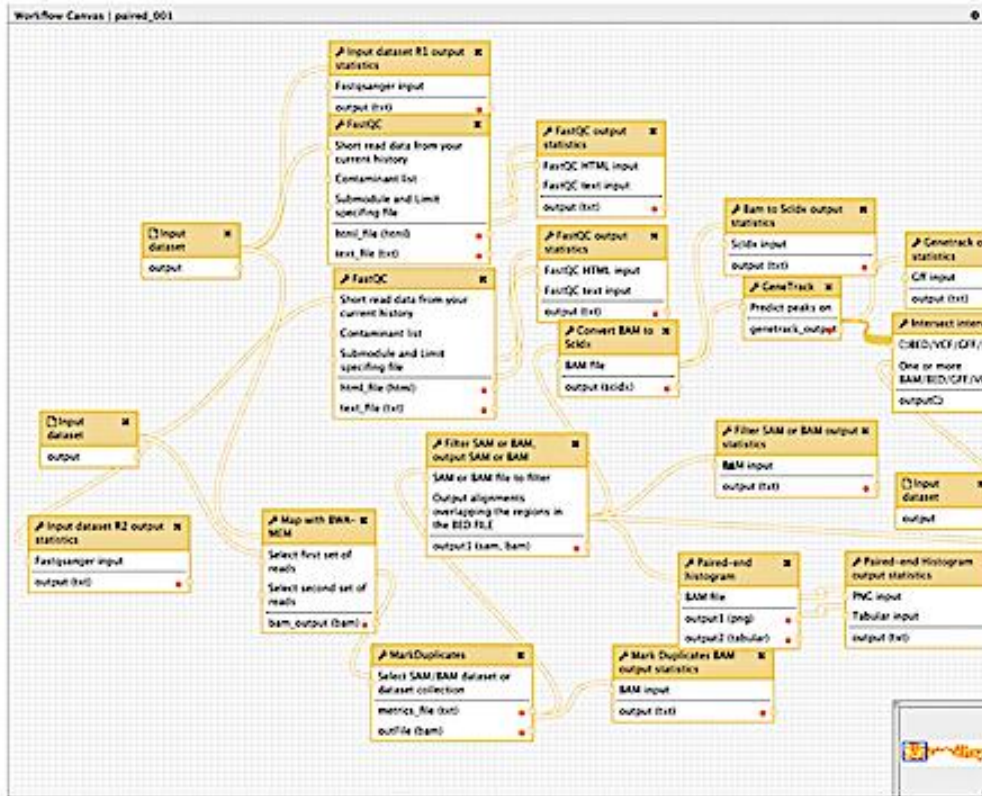 Workflow Canvas | paired_001
Input dataset R1 output
statistics
Fastqsanger input
output (txt)
FastQC
Short read data from your
current history
Contaminant list
Submodule and Limit
specifing file
html_file (html)
text_file (txt)
FastQC output
statistics
FastQC HTML input
FastQC text input
output (txt)
Input
dataset
output
FastQC
Short read data from your
current history
Contaminant list
Submodule and Limit
specifing file
html_file (html)
text_file (txt)
FastQC output
statistics
FastQC HTML input
FastQC text input
output (txt)
Bam to Scidx output
statistics
Scidx input
output (txt)
Genetrack
statistics
Gff input
output (txt)
GeneTrack
Predict peaks on
genetrack_output
Convert BAM to
Scidx
BAM file
output (scidx)
Intersect
One or more
BAM/BED/GFF/
Input
dataset
output
Filter SAM or BAM,
output SAM or BAM
SAM or BAM file to filter
Output alignments
overlapping the regions in
the BED FILE
output1 (sam, bam)
Filter SAM or BAM output
statistics
BAM input
output (txt)
Input
dataset
output
Input dataset R2 output
statistics
Fastqsanger input
output (txt)
Map with BWA-
MEM
Select first set of
reads
Select second set of
reads
bam_output (bam)
Paired-end
histogram
BAM file
output1 (png)
output2 (tabular)
Paired-end Histogram
output statistics
PNG input
Tabular input
output (txt)
MarkDuplicates
Select SAM/BAM dataset or
dataset collection
metrics_file (txt)
outFile (bam)
Mark Duplicates BAM
output statistics
BAM input
output (txt)